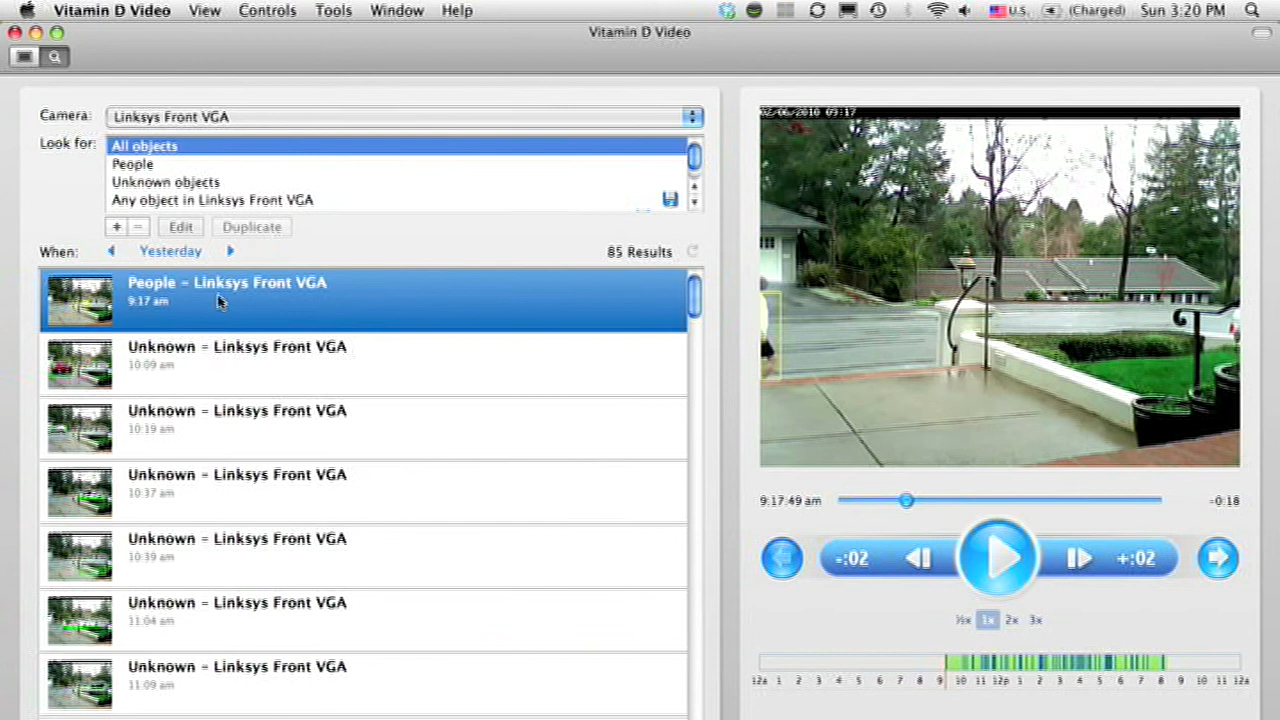 Vitamin D Video View Controls Tools Window Help U.S. (Charged) Sun 3:20 PM
Vitamin D Video
Camera: Linksys Front VGA
Look for: All objects
People
Unknown objects
Any object in Linksys Front VGA
+ − Edit Duplicate
When: Yesterday 85 Results
People - Linksys Front VGA
9:17 am
Unknown - Linksys Front VGA
10:09 am
Unknown - Linksys Front VGA
10:19 am
Unknown - Linksys Front VGA
10:37 am
Unknown - Linksys Front VGA
10:39 am
Unknown - Linksys Front VGA
11:04 am
Unknown - Linksys Front VGA
11:09 am
02/06/2010 09:17
9:17:49 am -0:18
-:02 +:02
½x 1x 2x 3x
12a 1 2 3 4 5 6 7 8 9 10 11 12p 1 2 3 4 5 6 7 8 9 10 11 12a